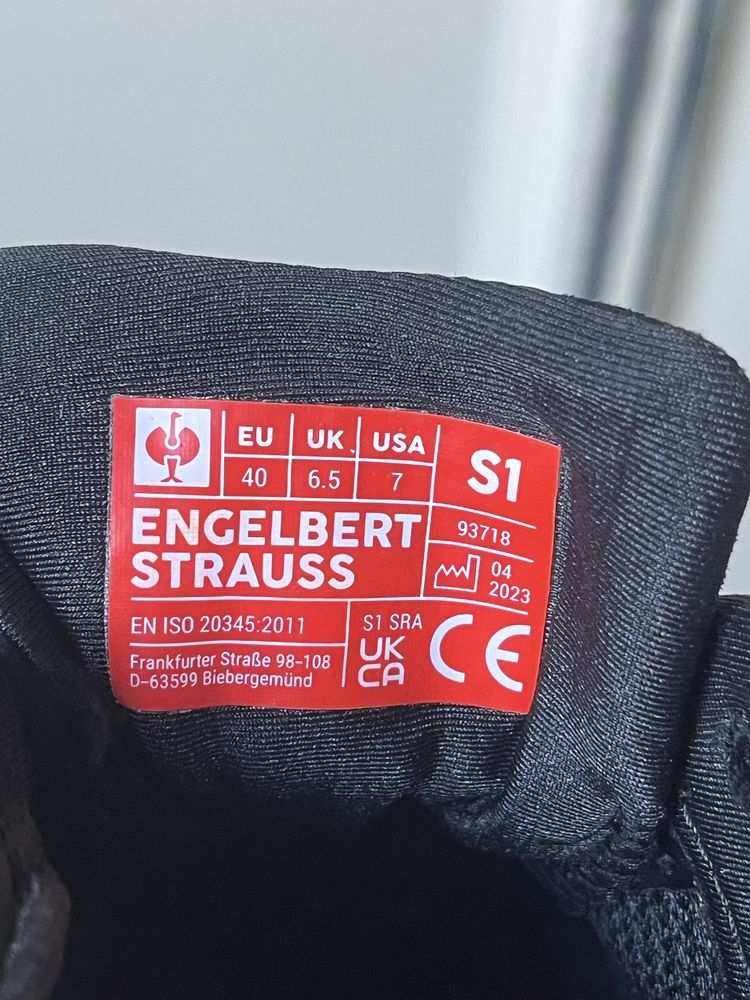 EU UK USA
40 6.5 7
S1
ENGELBERT
STRAUSS
93718
04
2023
EN ISO 20345:2011
Frankfurter Straße 98-108
D-63599 Biebergemünd
S1 SRA
UK
CA
CE